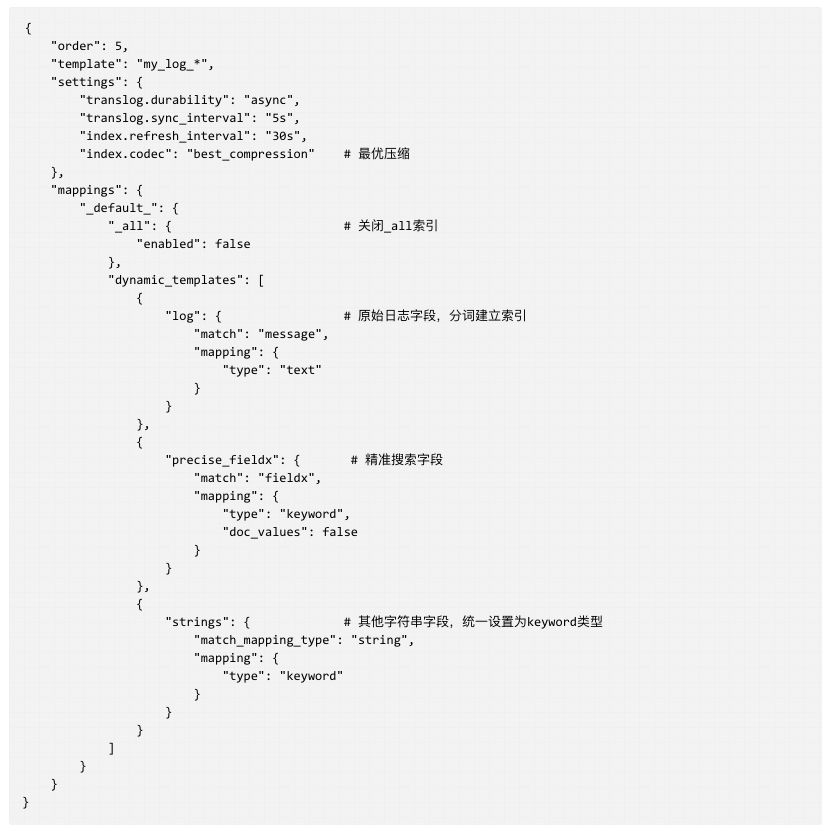 {
    "order": 5,
    "template": "my_log_*",
    "settings": {
        "translog.durability": "async",
        "translog.sync_interval": "5s",
        "index.refresh_interval": "30s",
        "index.codec": "best_compression"    # 最优压缩
    },
    "mappings": {
        "_default_": {
            "_all": {                        # 关闭_all索引
                "enabled": false
            },
            "dynamic_templates": [
                {
                    "log": {                 # 原始日志字段，分词建立索引
                        "match": "message",
                        "mapping": {
                            "type": "text"
                        }
                    }
                },
                {
                    "precise_fieldx": {       # 精准搜索字段
                        "match": "fieldx",
                        "mapping": {
                            "type": "keyword",
                            "doc_values": false
                        }
                    }
                },
                {
                    "strings": {             # 其他字符串字段，统一设置为keyword类型
                        "match_mapping_type": "string",
                        "mapping": {
                            "type": "keyword"
                        }
                    }
                }
            ]
        }
    }
}